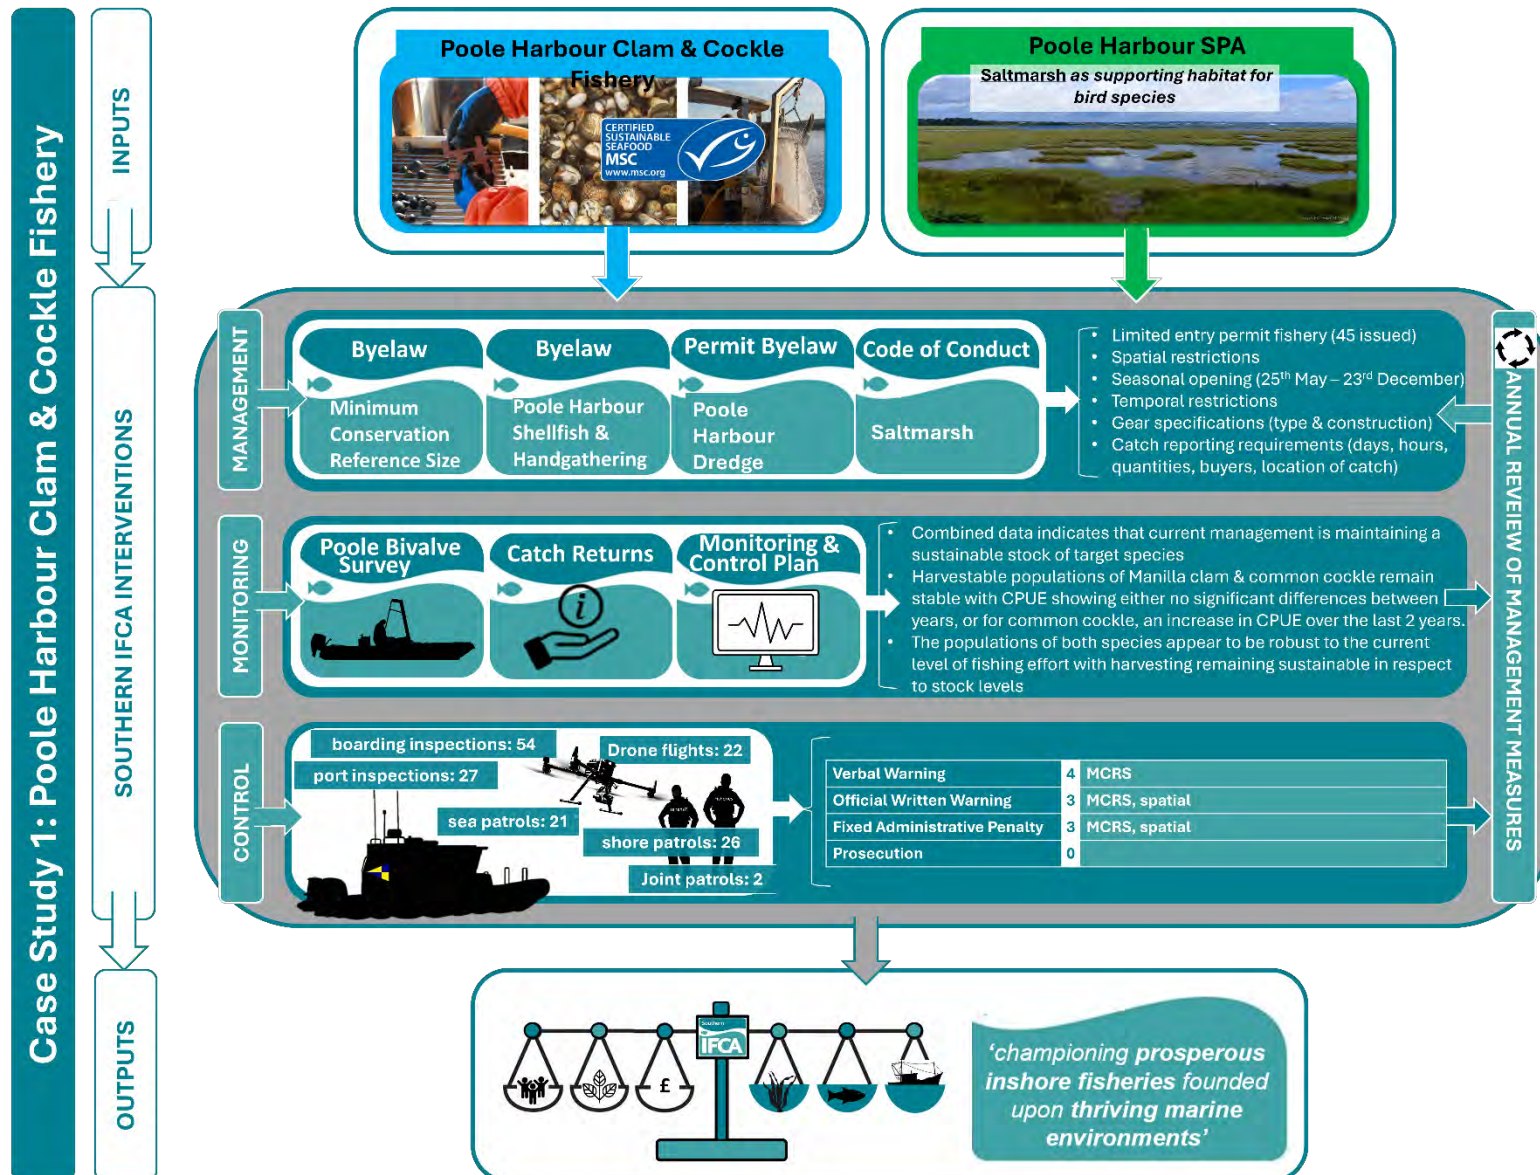 Case Study 1: Poole Harbour Clam & Cockle Fishery
INPUTS
SOUTHERN IFCA INTERVENTIONS
OUTPUTS
Poole Harbour Clam & Cockle
Fishery
CERTIFIED
SUSTAINABLE
SEAFOOD
MSC
www.msc.org
Poole Harbour SPA
Saltmarsh as supporting habitat for
bird species
MANAGEMENT
Byelaw
Minimum
Conservation
Reference Size
Byelaw
Poole Harbour
Shellfish &
Handgathering
Permit Byelaw
Poole
Harbour
Dredge
Code of Conduct
Saltmarsh
• Limited entry permit fishery (45 issued)
• Spatial restrictions
• Seasonal opening (25th May – 23rd December)
• Temporal restrictions
• Gear specifications (type & construction)
• Catch reporting requirements (days, hours,
quantities, buyers, location of catch)
ANNUAL REVEIEW OF MANAGEMENT MEASURES
MONITORING
Poole Bivalve
Survey
Catch Returns
i
Monitoring &
Control Plan
• Combined data indicates that current management is maintaining a
sustainable stock of target species
• Harvestable populations of Manilla clam & common cockle remain
stable with CPUE showing either no significant differences between
years, or for common cockle, an increase in CPUE over the last 2 years.
• The populations of both species appear to be robust to the current
level of fishing effort with harvesting remaining sustainable in respect
to stock levels
CONTROL
boarding inspections: 54
port inspections: 27
Drone flights: 22
sea patrols: 21
shore patrols: 26
Joint patrols: 2
Verbal Warning 4 MCRS
Official Written Warning 3 MCRS, spatial
Fixed Administrative Penalty 3 MCRS, spatial
Prosecution 0
£
Southern
IFCA
'championing prosperous
inshore fisheries founded
upon thriving marine
environments'